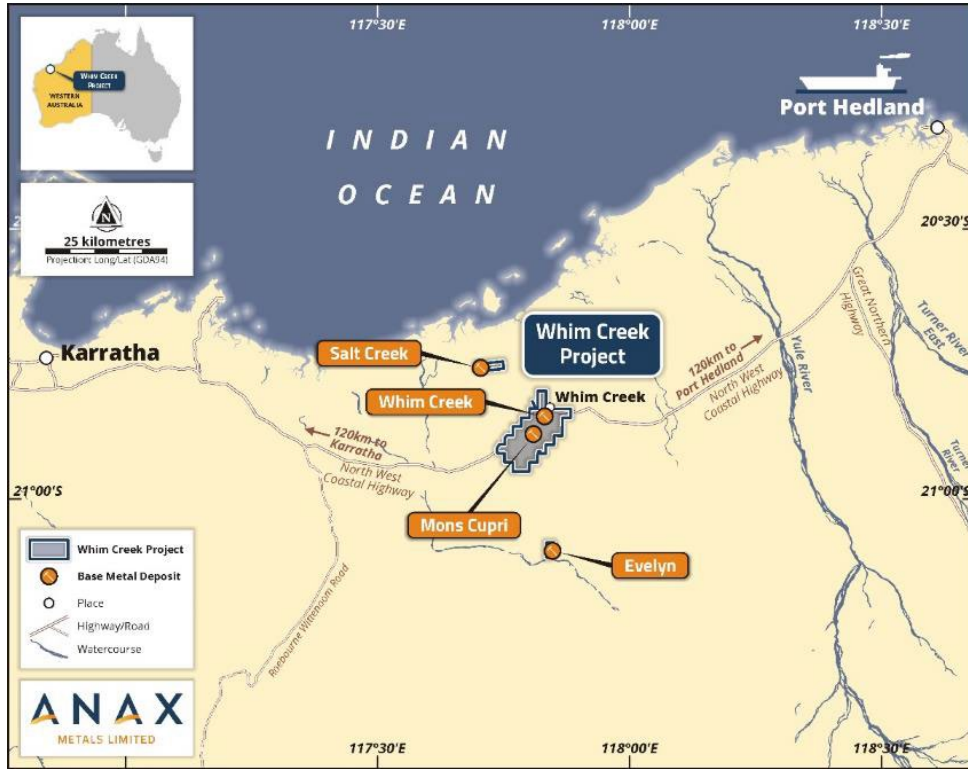 117°30'E
118°00'E
118°30'E
WHIM CREEK
PROJECT
WESTERN
AUSTRALIA
INDIAN
OCEAN
Port Hedland
N
25 kilometres
Projection: Long/Lat (GDA94)
20°30'S
Karratha
Salt Creek
Whim Creek
Project
Whim Creek
Whim Creek
120km to
Port Hedland
North West
Coastal Highway
Yule River
Great Northern
Highway
Turner River
East
Turner
River
120km to
Karratha
North West
Coastal Highway
21°00'S
21°00'S
Mons Cupri
Evelyn
Roebourne Wittenoom Road
Whim Creek Project
Base Metal Deposit
Place
Highway/Road
Watercourse
ANAX
METALS LIMITED
117°30'E
118°00'E
118°30'E